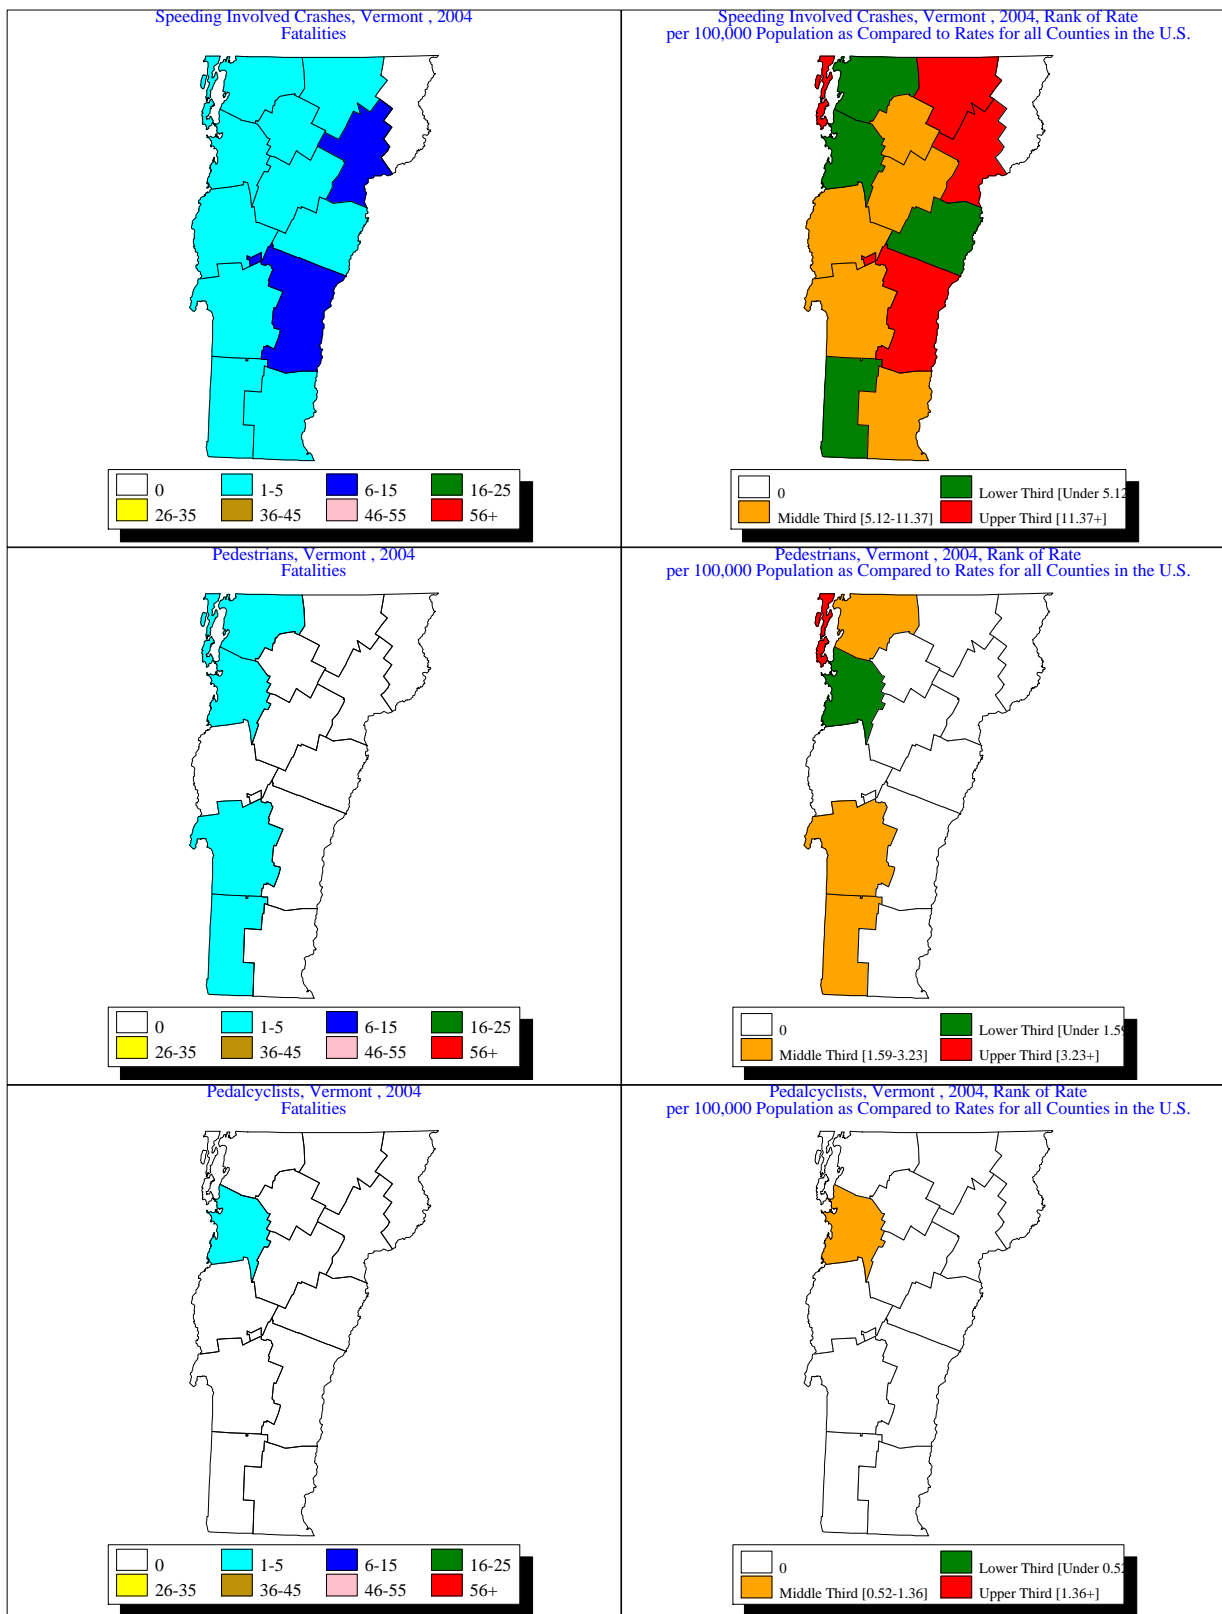 Speeding Involved Crashes, Vermont , 2004
Fatalities
0
1-5
6-15
16-25
26-35
36-45
46-55
56+
Speeding Involved Crashes, Vermont , 2004, Rank of Rate
per 100,000 Population as Compared to Rates for all Counties in the U.S.
0
Lower Third [Under 5.12
Middle Third [5.12-11.37]
Upper Third [11.37+]
Pedestrians, Vermont , 2004
Fatalities
0
1-5
6-15
16-25
26-35
36-45
46-55
56+
Pedestrians, Vermont , 2004, Rank of Rate
per 100,000 Population as Compared to Rates for all Counties in the U.S.
0
Lower Third [Under 1.59
Middle Third [1.59-3.23]
Upper Third [3.23+]
Pedalcyclists, Vermont , 2004
Fatalities
0
1-5
6-15
16-25
26-35
36-45
46-55
56+
Pedalcyclists, Vermont , 2004, Rank of Rate
per 100,000 Population as Compared to Rates for all Counties in the U.S.
0
Lower Third [Under 0.52
Middle Third [0.52-1.36]
Upper Third [1.36+]